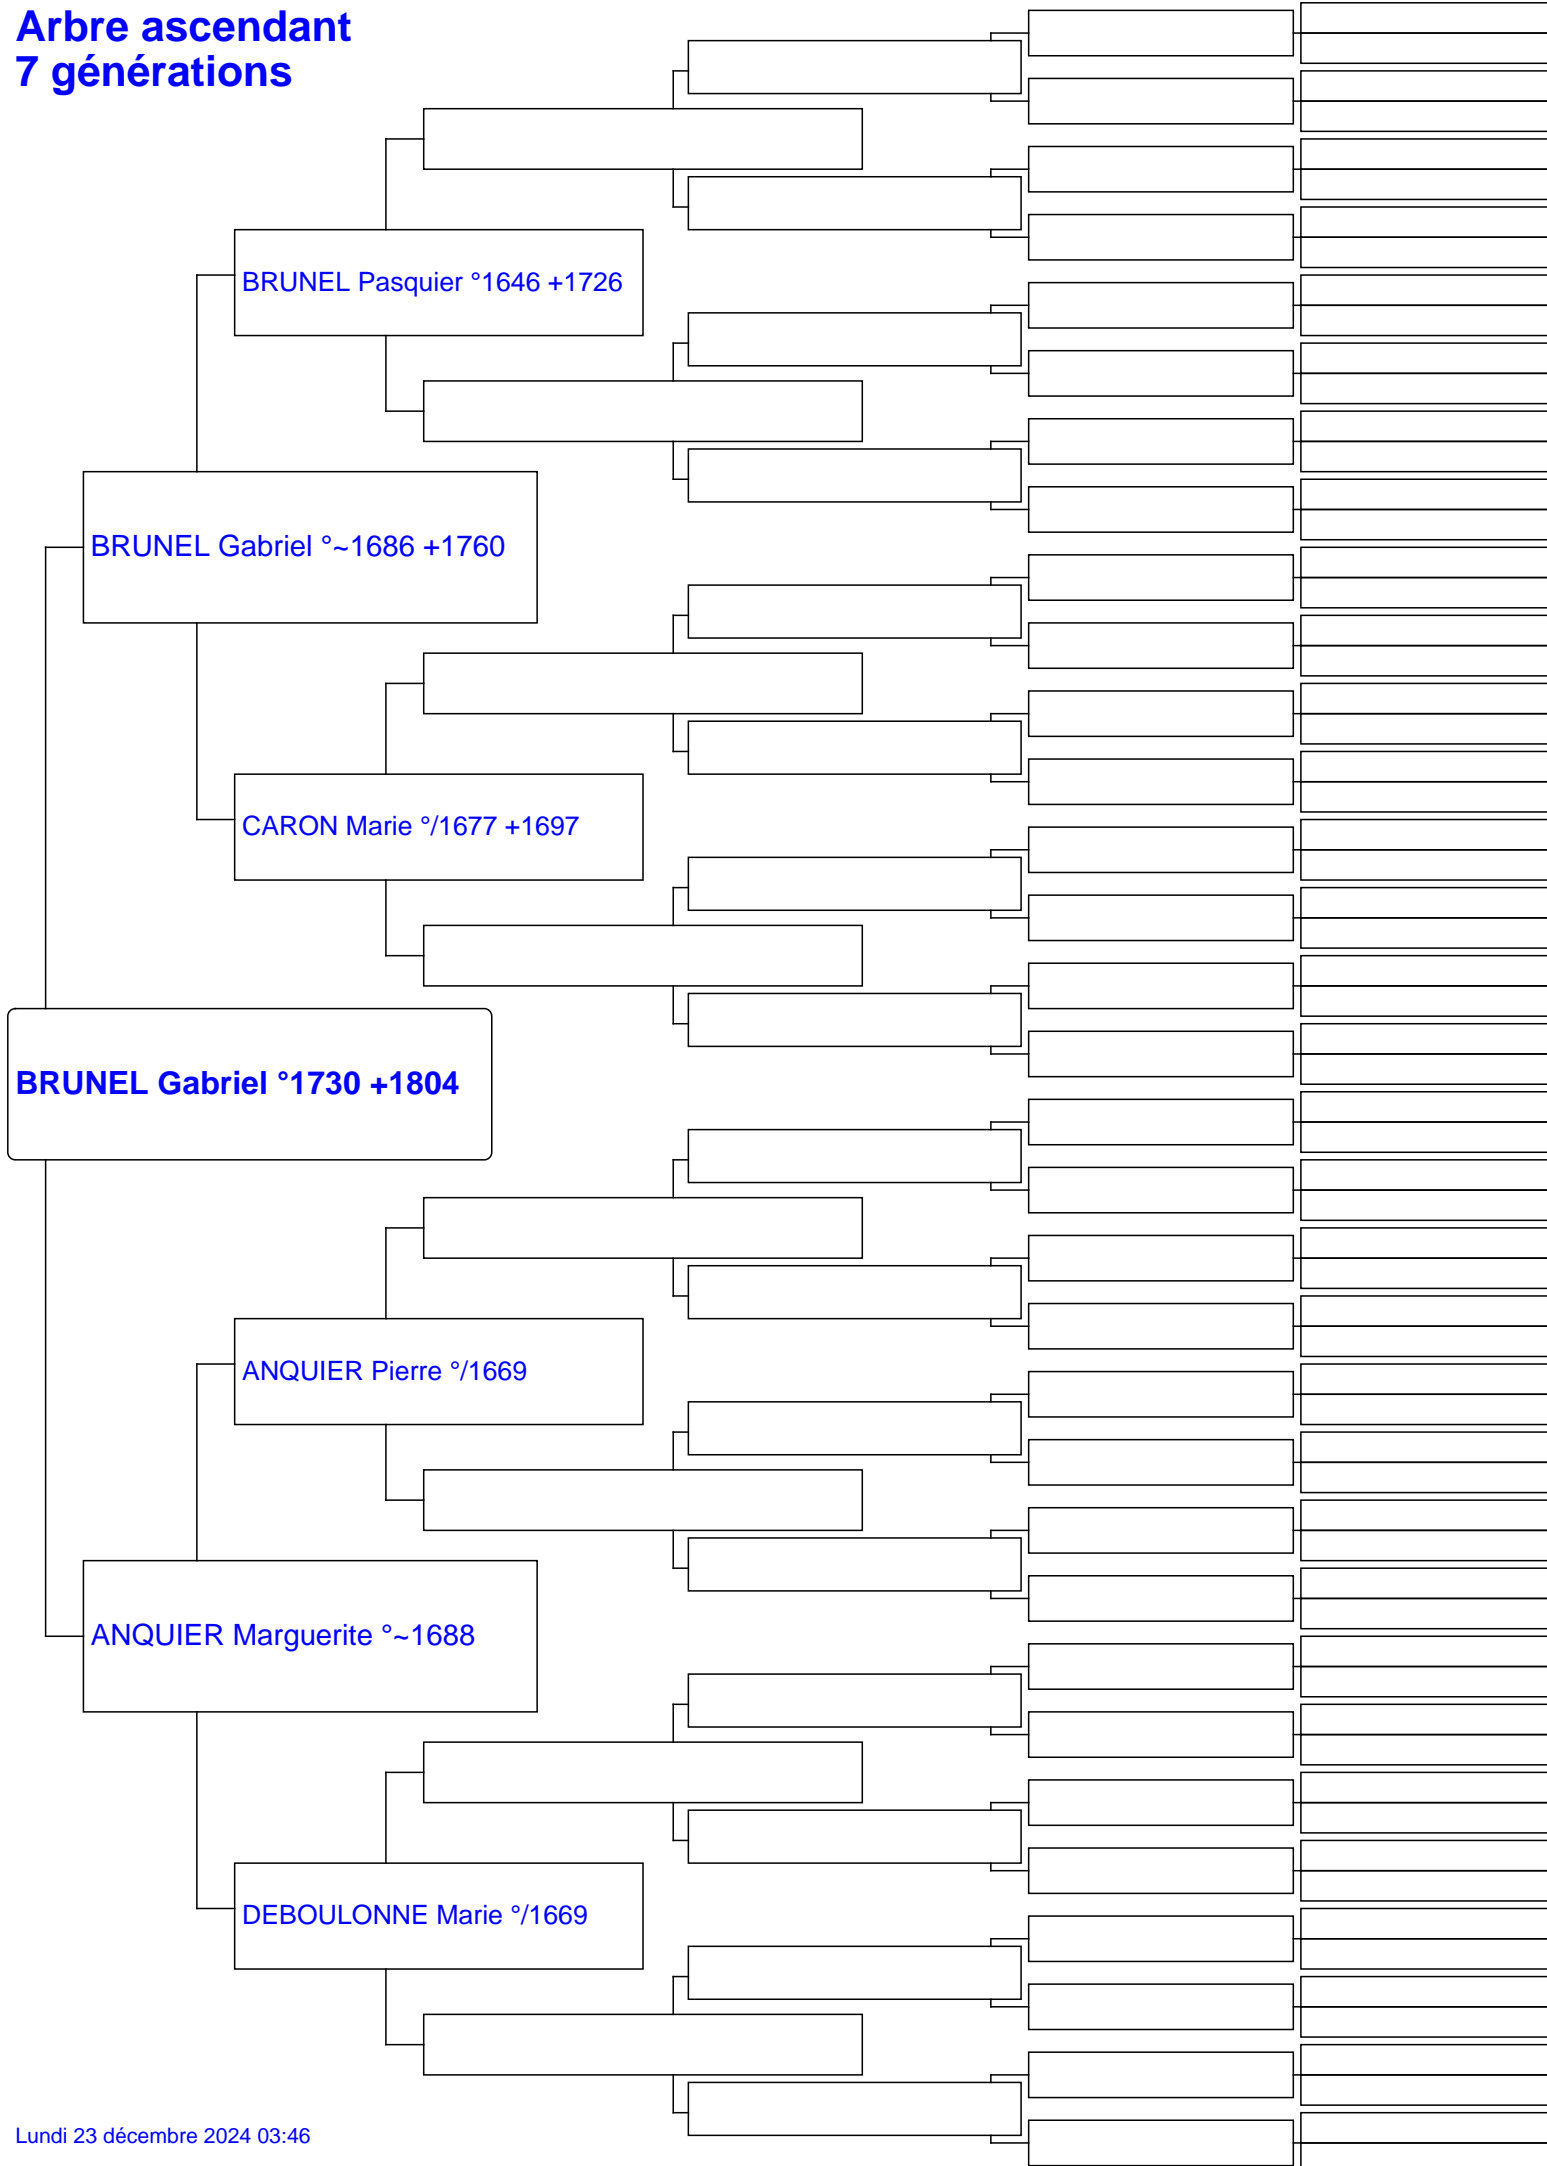 Arbre ascendant
7 générations
BRUNEL Pasquier °1646 +1726
BRUNEL Gabriel °~1686 +1760
CARON Marie °/1677 +1697
BRUNEL Gabriel °1730 +1804
ANQUIER Pierre °/1669
ANQUIER Marguerite °~1688
DEBOULONNE Marie °/1669
Lundi 23 décembre 2024 03:46